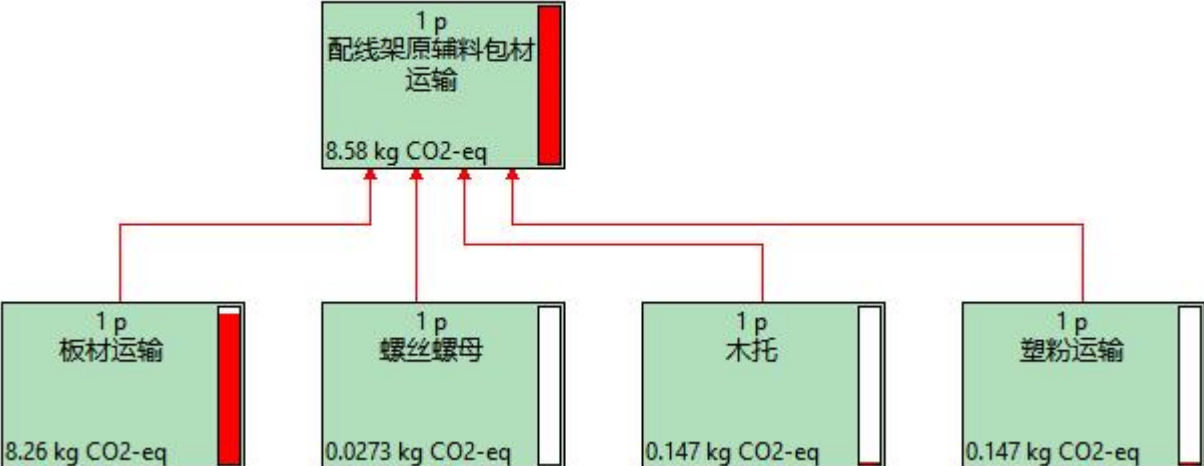 1 p
配线架原辅料包材
运输
8.58 kg CO2-eq
1 p
板材运输
8.26 kg CO2-eq
1 p
螺丝螺母
0.0273 kg CO2-eq
1 p
木托
0.147 kg CO2-eq
1 p
塑粉运输
0.147 kg CO2-eq